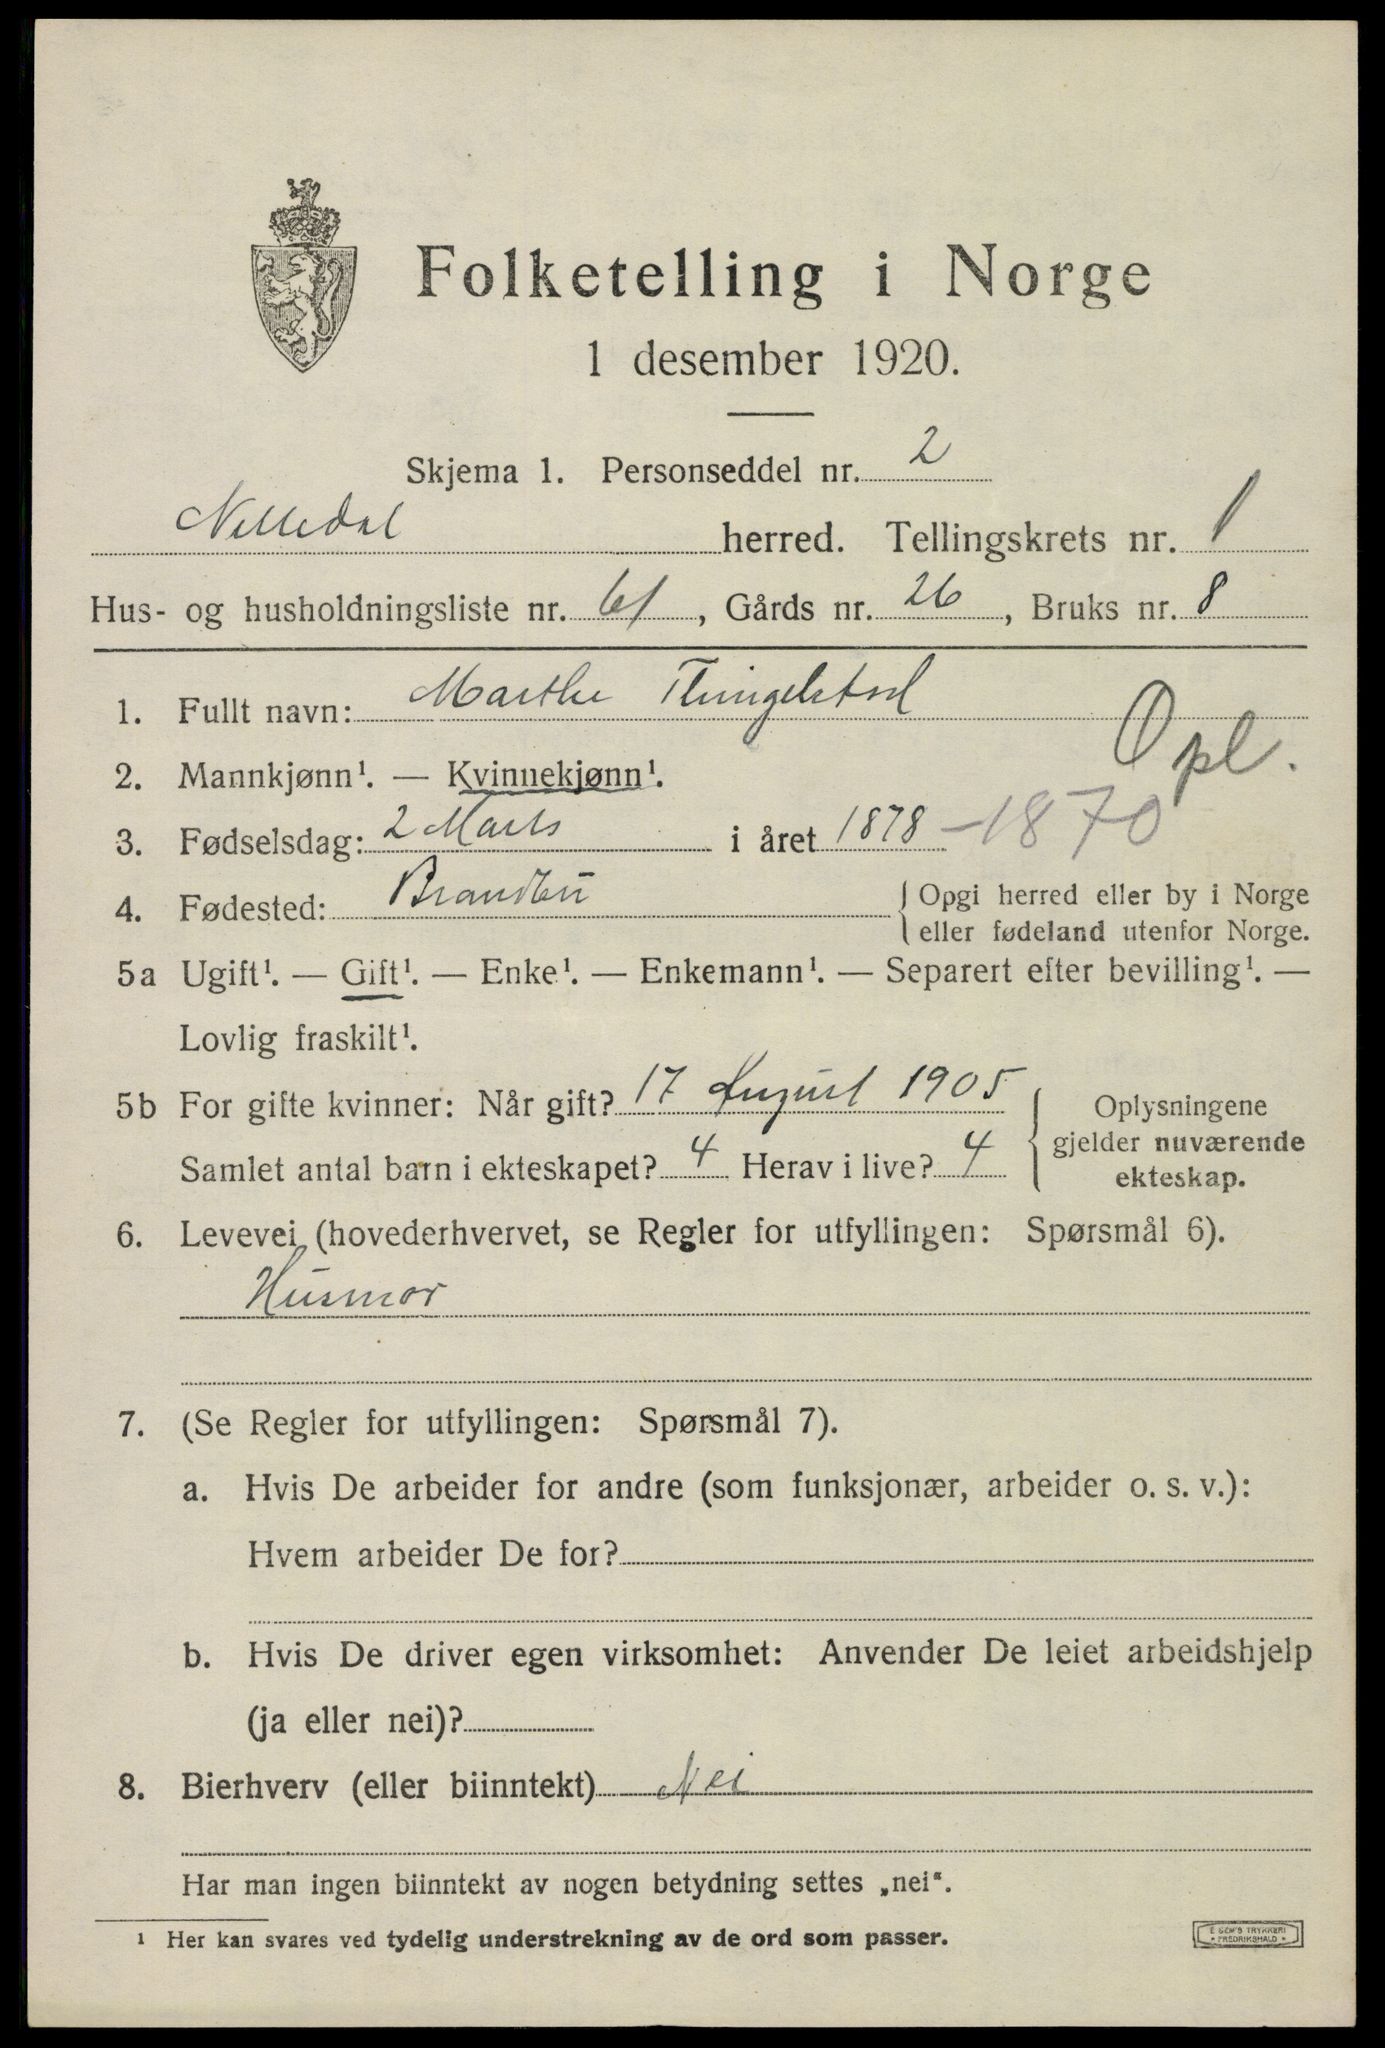 Folketelling i Norge
1 desember 1920.
Skjema 1. Personseddel nr. 2
Nittedal herred. Tellingskrets nr. 1
Hus- og husholdningsliste nr. 61, Gårds nr. 26, Bruks nr. 8
1. Fullt navn: Marthe Thingelstad
Opl.
2. Mannkjønn¹. — Kvinnekjønn¹.
3. Fødselsdag: 2 Marts i året 1878 -1870
4. Fødested: Brandbu { Opgi herred eller by i Norge
eller fødeland utenfor Norge.
5a Ugift¹. — Gift¹. — Enke¹. — Enkemann¹. — Separert efter bevilling¹. —
Lovlig fraskilt¹.
5b For gifte kvinner: Når gift? 17 August 1905
Samlet antal barn i ekteskapet? 4 Herav i live? 4
{ Oplysningene
gjelder nuværende
ekteskap.
6. Levevei (hovederhvervet, se Regler for utfyllingen: Spørsmål 6).
Husmor
7. (Se Regler for utfyllingen: Spørsmål 7).
a. Hvis De arbeider for andre (som funksjonær, arbeider o. s. v.):
Hvem arbeider De for?
b. Hvis De driver egen virksomhet: Anvender De leiet arbeidshjelp
(ja eller nei)?
8. Bierhverv (eller biinntekt) Nei
Har man ingen biinntekt av nogen betydning settes „nei“.
¹ Her kan svares ved tydelig understrekning av de ord som passer.
E SEM'S TRYKKERI
• FREDRIKSHALD •